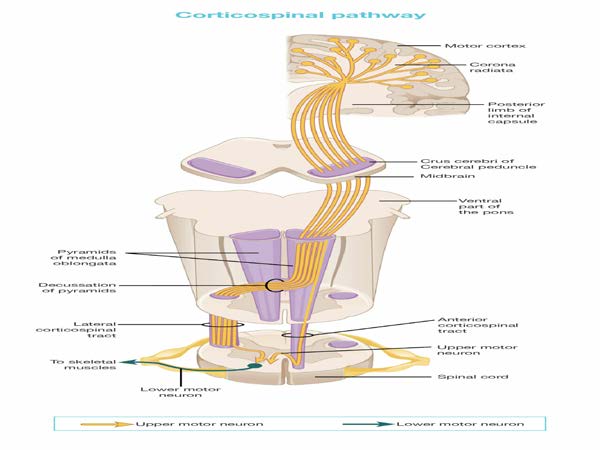 Corticospinal pathway
Motor cortex
Corona
radiata
Posterior
limb of
internal
capsule
Crus cerebri of
Cerebral peduncle
Midbrain
Ventral
part of
the pons
Pyramids
of medulla
oblongata
Decussation
of pyramids
Lateral
corticospinal
tract
Anterior
corticospinal
tract
Upper motor
neuron
To skeletal
muscles
Spinal cord
Lower motor
neuron
Upper motor neuron
Lower motor neuron